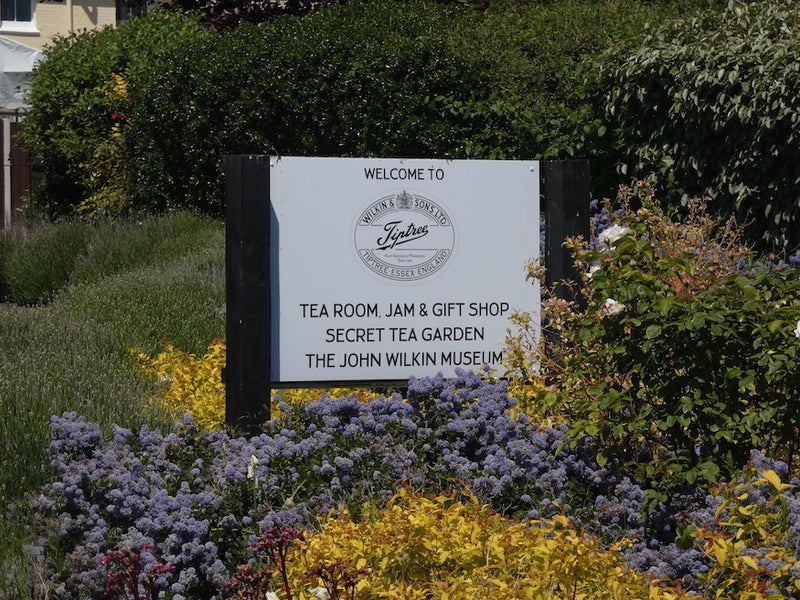 WELCOME TO
WILKIN & SONS LTD
Tiptree
TIPTREE · ESSEX · ENGLAND
TEA ROOM, JAM & GIFT SHOP
SECRET TEA GARDEN
THE JOHN WILKIN MUSEUM